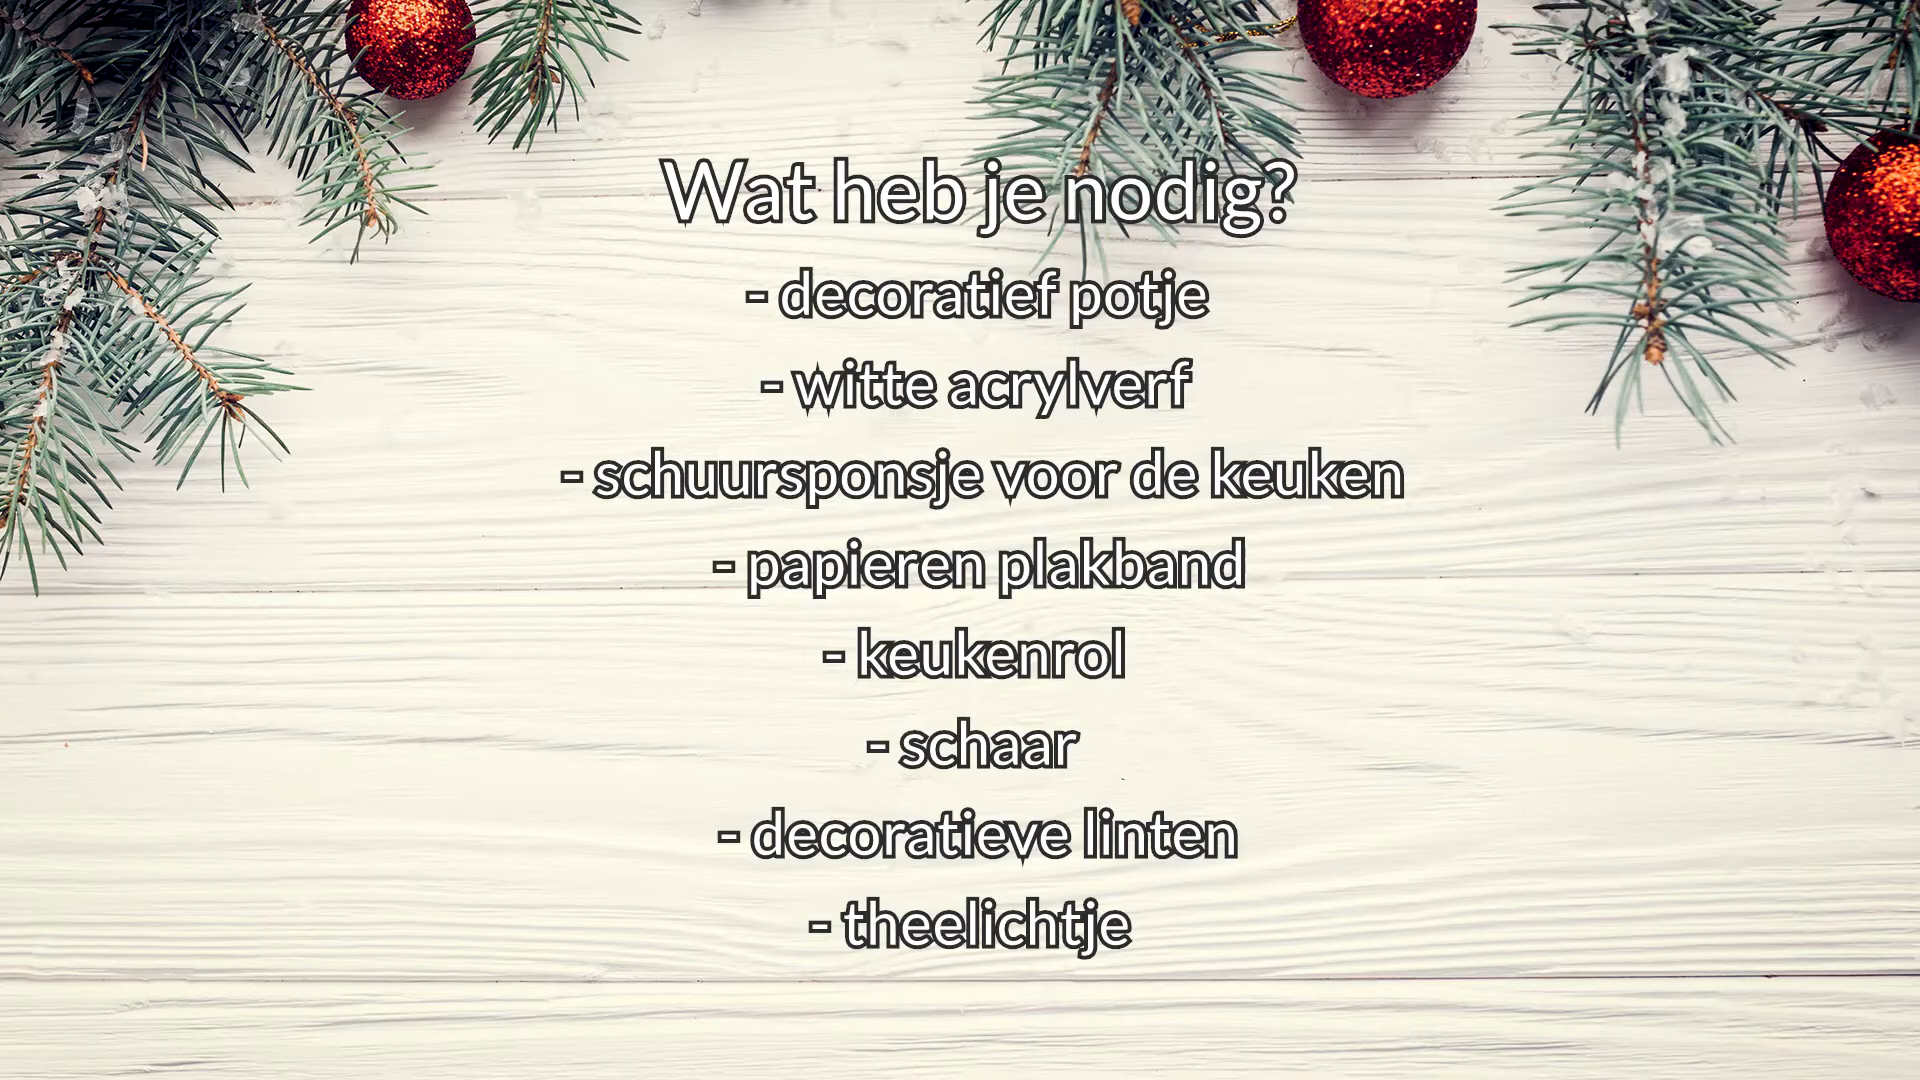 Wat heb je nodig?
- decoratief potje
- witte acrylverf
- schuursponsje voor de keuken
- papieren plakband
- keukenrol
- schaar
- decoratieve linten
- theelichtje